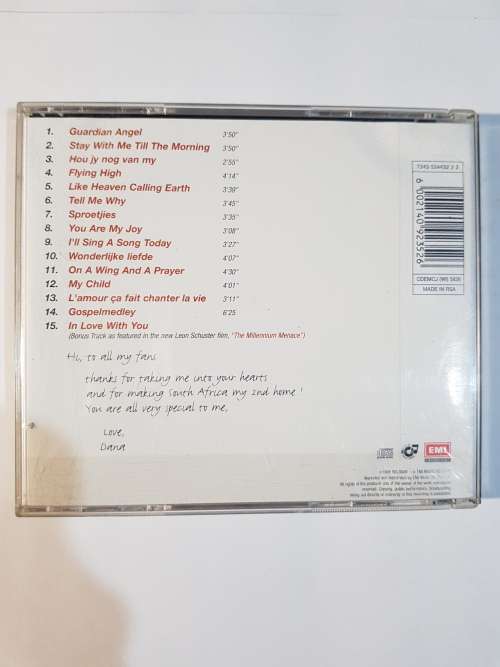 1. Guardian Angel 3'50"
2. Stay With Me Till The Morning 3'50"
3. Hou jy nog van my 2'55"
4. Flying High 4'14"
5. Like Heaven Calling Earth 3'39"
6. Tell Me Why 3'45"
7. Sproetjies 3'35"
8. You Are My Joy 3'08"
9. I'll Sing A Song Today 3'27"
10. Wonderlijke liefde 4'07"
11. On A Wing And A Prayer 4'30"
12. My Child 4'01"
13. L'amour ça fait chanter la vie 3'11"
14. Gospelmedley 6'25
15. In Love With You
(Bonus Track as featured in the new Leon Schuster film, "The Millennium Menace")
Hi, to all my fans
thanks for taking me into your hearts
and for making South Africa my 2nd home!
You are all very special to me,
Love,
Dana
6 002140 923526
MADE IN RSA
EMI